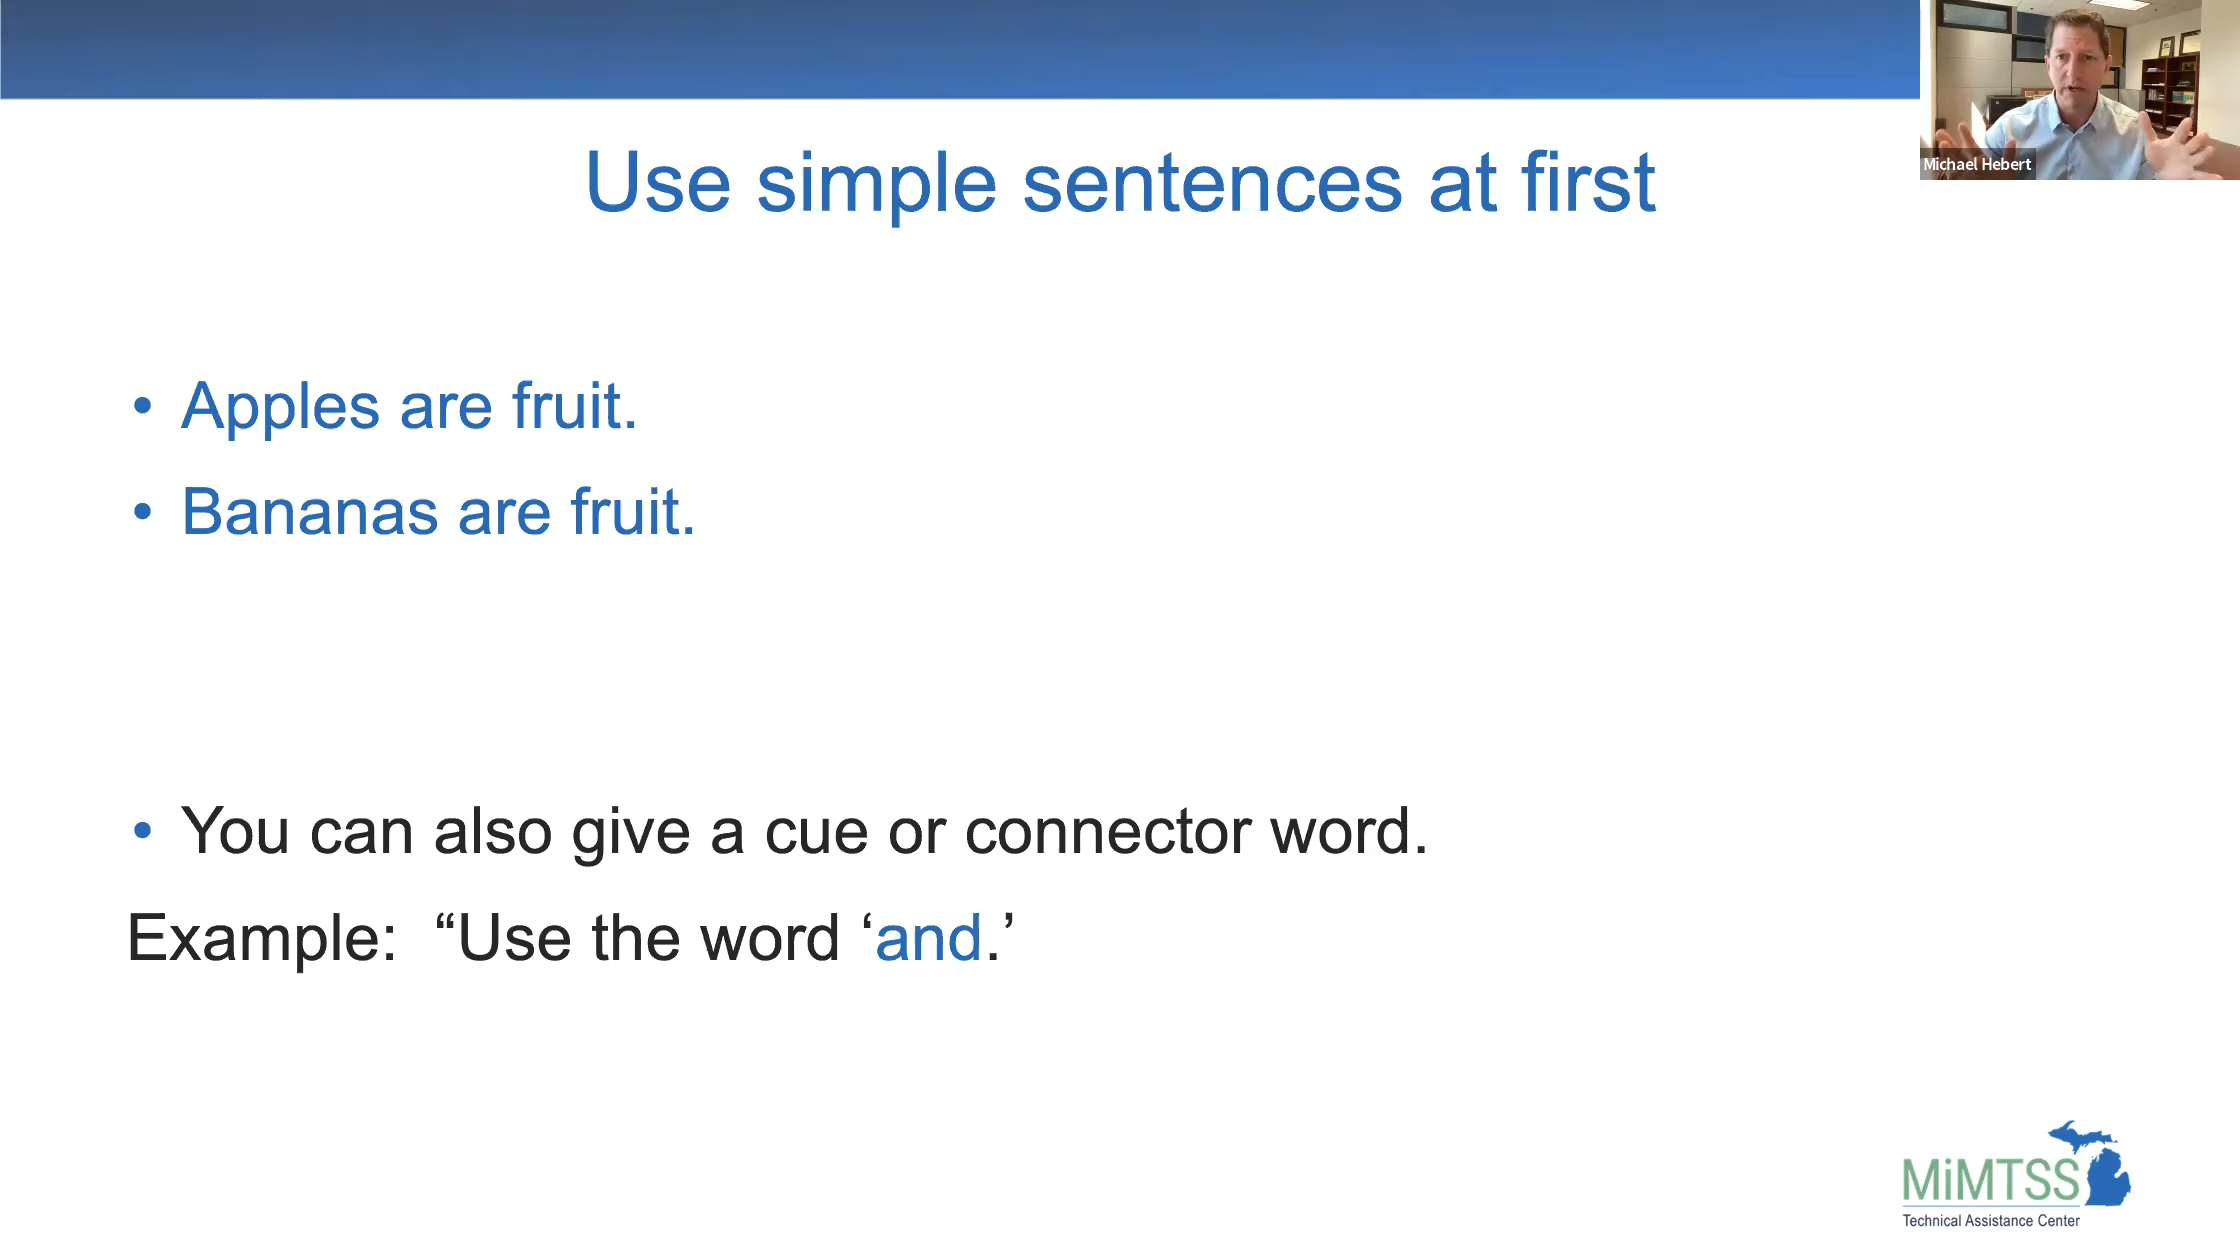 Michael Hebert
Use simple sentences at first
• Apples are fruit.
• Bananas are fruit.
• You can also give a cue or connector word.
Example:  “Use the word ‘and.’
MiMTSS
Technical Assistance Center